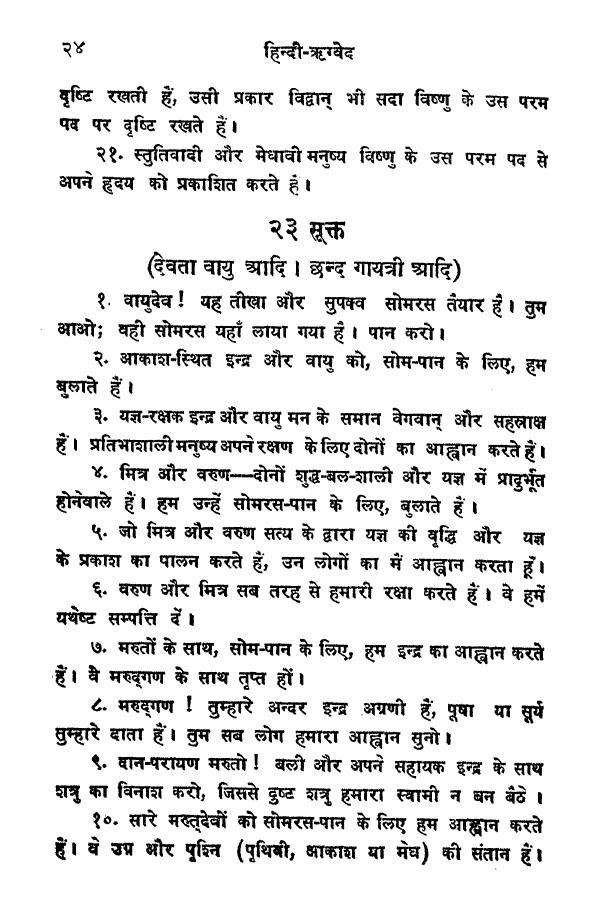 २४ हिन्दी-ऋग्वेद
दृष्टि रखती हैं, उसी प्रकार विद्वान् भी सदा विष्णु के उस परम
पद पर दृष्टि रखते हैं।
२१. स्तुतिवादी और मेधावी मनुष्य विष्णु के उस परम पद से
अपने हृदय को प्रकाशित करते हैं।
२३ सूक्त
(देवता वायु आदि। छन्द गायत्री आदि)
१. वायुदेव! यह तीखा और सुपक्व सोमरस तैयार है। तुम
आओ; वही सोमरस यहाँ लाया गया है। पान करो।
२. आकाश-स्थित इन्द्र और वायु को, सोम-पान के लिए, हम
बुलाते हैं।
३. यज्ञ-रक्षक इन्द्र और वायु मन के समान वेगवान् और सहस्राक्ष
हैं। प्रतिभाशाली मनुष्य अपने रक्षण के लिए दोनों का आह्वान करते हैं।
४. मित्र और वरुण—दोनों शुद्ध-बल-शाली और यज्ञ में प्रादुर्भूत
होनेवाले हैं। हम उन्हें सोमरस-पान के लिए, बुलाते हैं।
५. जो मित्र और वरुण सत्य के द्वारा यज्ञ की वृद्धि और यज्ञ
के प्रकाश का पालन करते हैं, उन लोगों का मैं आह्वान करता हूँ।
६. वरुण और मित्र सब तरह से हमारी रक्षा करते हैं। वे हमें
यथेष्ट सम्पत्ति दें।
७. मरुतों के साथ, सोम-पान के लिए, हम इन्द्र का आह्वान करते
हैं। वे मरुद्गण के साथ तृप्त हों।
८. मरुद्गण! तुम्हारे अन्दर इन्द्र अग्रणी हैं, पूषा या सूर्य
तुम्हारे दाता हैं। तुम सब लोग हमारा आह्वान सुनो।
९. दान-परायण मरुतो! बली और अपने सहायक इन्द्र के साथ
शत्रु का विनाश करो, जिससे दुष्ट शत्रु हमारा स्वामी न बन बैठे।
१०. सारे मरुत्देवों को सोमरस-पान के लिए हम आह्वान करते
हैं। वे उग्र और पृश्नि (पृथिवी, आकाश या मेघ) की संतान हैं।